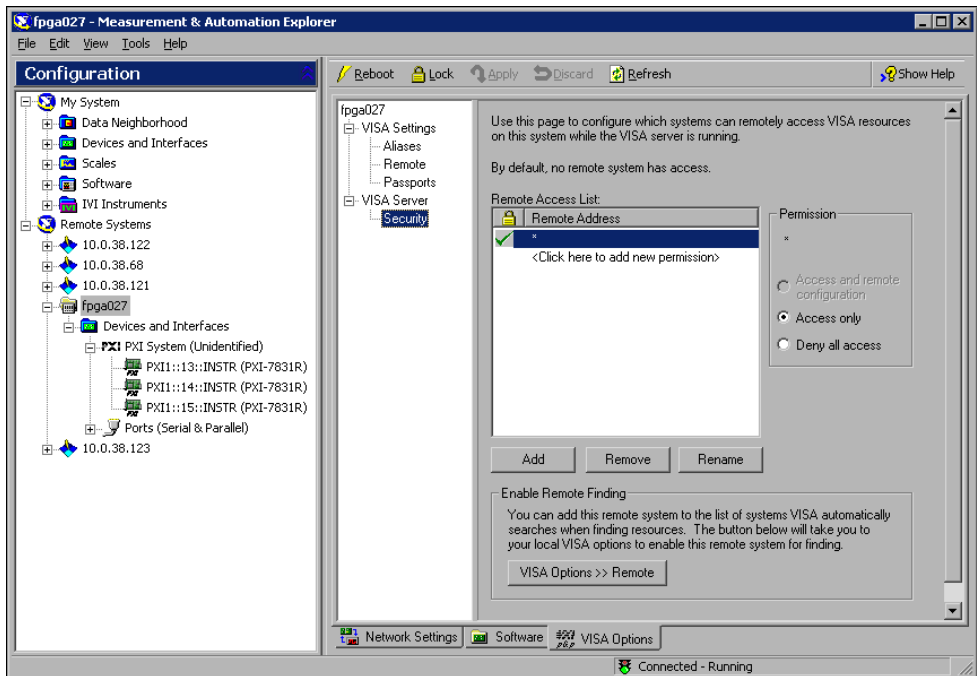 fpga027 - Measurement & Automation Explorer
File Edit View Tools Help
Configuration
My System
Data Neighborhood
Devices and Interfaces
Scales
Software
IVI Instruments
Remote Systems
10.0.38.122
10.0.38.68
10.0.38.121
fpga027
Devices and Interfaces
PXI PXI System (Unidentified)
PXI1::13::INSTR (PXI-7831R)
PXI1::14::INSTR (PXI-7831R)
PXI1::15::INSTR (PXI-7831R)
Ports (Serial & Parallel)
10.0.38.123
Reboot Lock Apply Discard Refresh Show Help
fpga027
VISA Settings
Aliases
Remote
Passports
VISA Server
Security
Use this page to configure which systems can remotely access VISA resources
on this system while the VISA server is running.
By default, no remote system has access.
Remote Access List:
Remote Address
*
<Click here to add new permission>
Permission
*
Access and remote
configuration
Access only
Deny all access
Add Remove Rename
Enable Remote Finding
You can add this remote system to the list of systems VISA automatically
searches when finding resources. The button below will take you to
your local VISA options to enable this remote system for finding.
VISA Options >> Remote
Network Settings Software VISA Options
Connected - Running